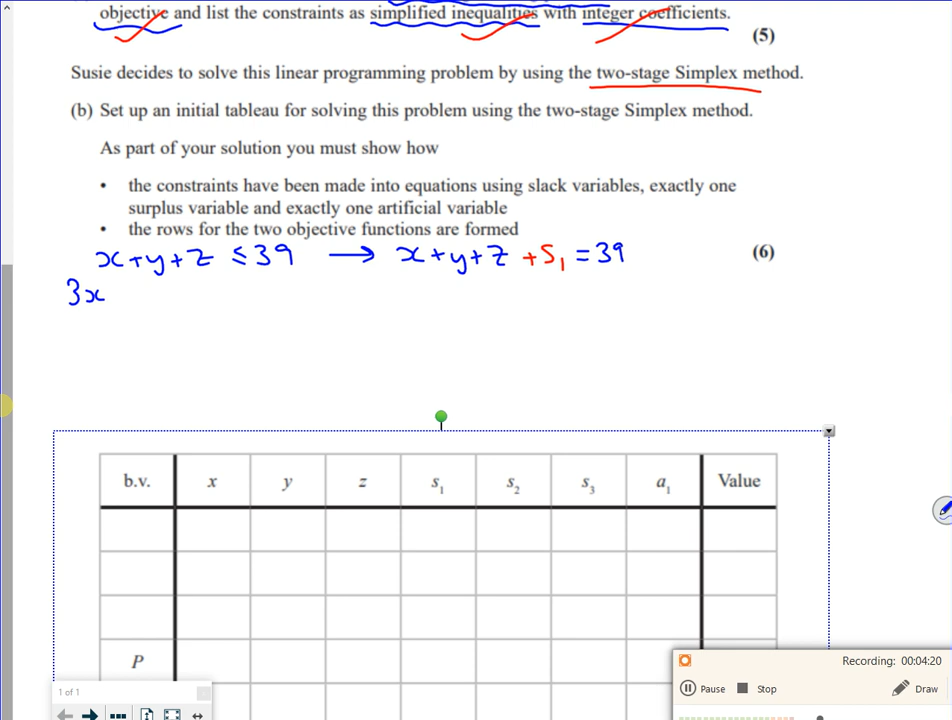 objective and list the constraints as simplified inequalities with integer coefficients.
(5)
Susie decides to solve this linear programming problem by using the two-stage Simplex method.
(b) Set up an initial tableau for solving this problem using the two-stage Simplex method.
As part of your solution you must show how
• the constraints have been made into equations using slack variables, exactly one
surplus variable and exactly one artificial variable
• the rows for the two objective functions are formed
(6)
x+y+z ≤39 → x+y+z +S₁ =39
3x
b.v. x y z s₁ s₂ s₃ a₁ Value
P
Recording: 00:04:20
Pause Stop Draw
1 of 1